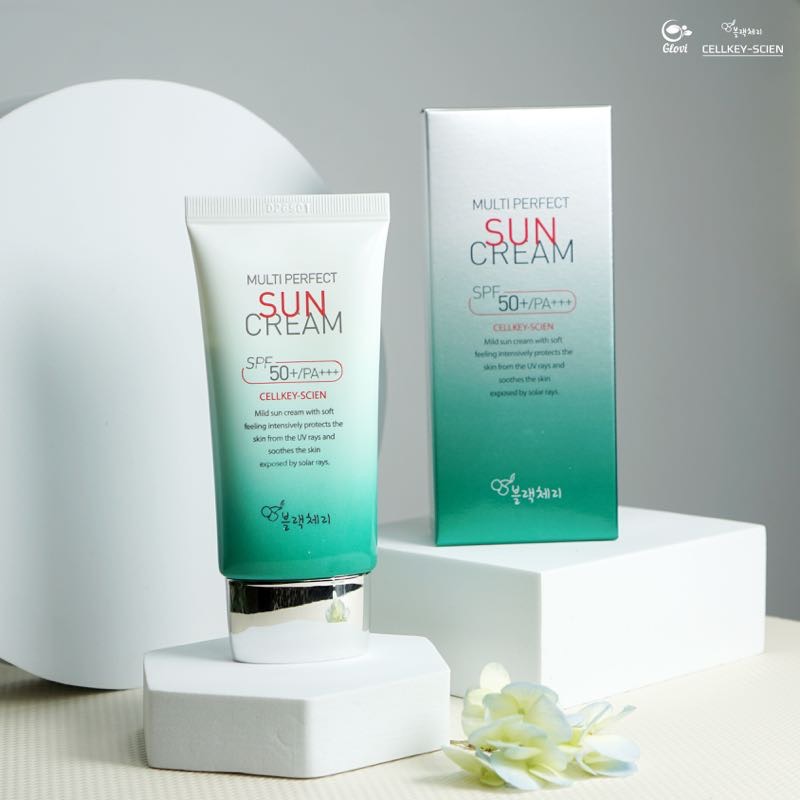 Glovi
블랙체리
CELLKEY-SCIEN
MULTI PERFECT
SUN
CREAM
SPF
50+/PA+++
CELLKEY-SCIEN
Mild sun cream with soft
feeling intensively protects the
skin from the UV rays and
soothes the skin
exposed by solar rays.
블랙체리
MULTI PERFECT
SUN
CREAM
SPF
50+/PA+++
CELLKEY-SCIEN
Mild sun cream with soft
feeling intensively protects the
skin from the UV rays and
soothes the skin
exposed by solar rays.
블랙체리